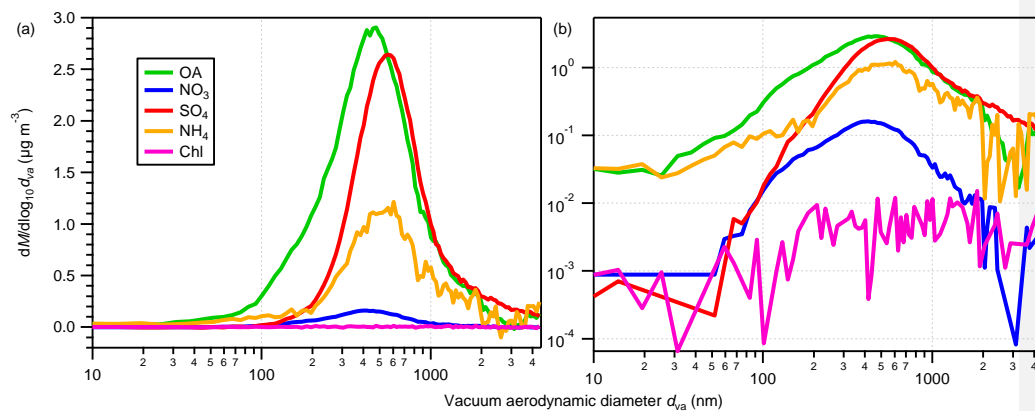 (a)
3.0
2.5
2.0
1.5
1.0
0.5
0.0
dM/dlog10 dva (µg m-3)
OA
NO3
SO4
NH4
Chl
10 2 3 4 5 6 7 100 2 3 4 5 6 7 1000 2 3 4
(b)
10^0
10^-1
10^-2
10^-3
10^-4
10 2 3 4 5 6 7 100 2 3 4 5 6 7 1000 2 3 4
Vacuum aerodynamic diameter dva (nm)